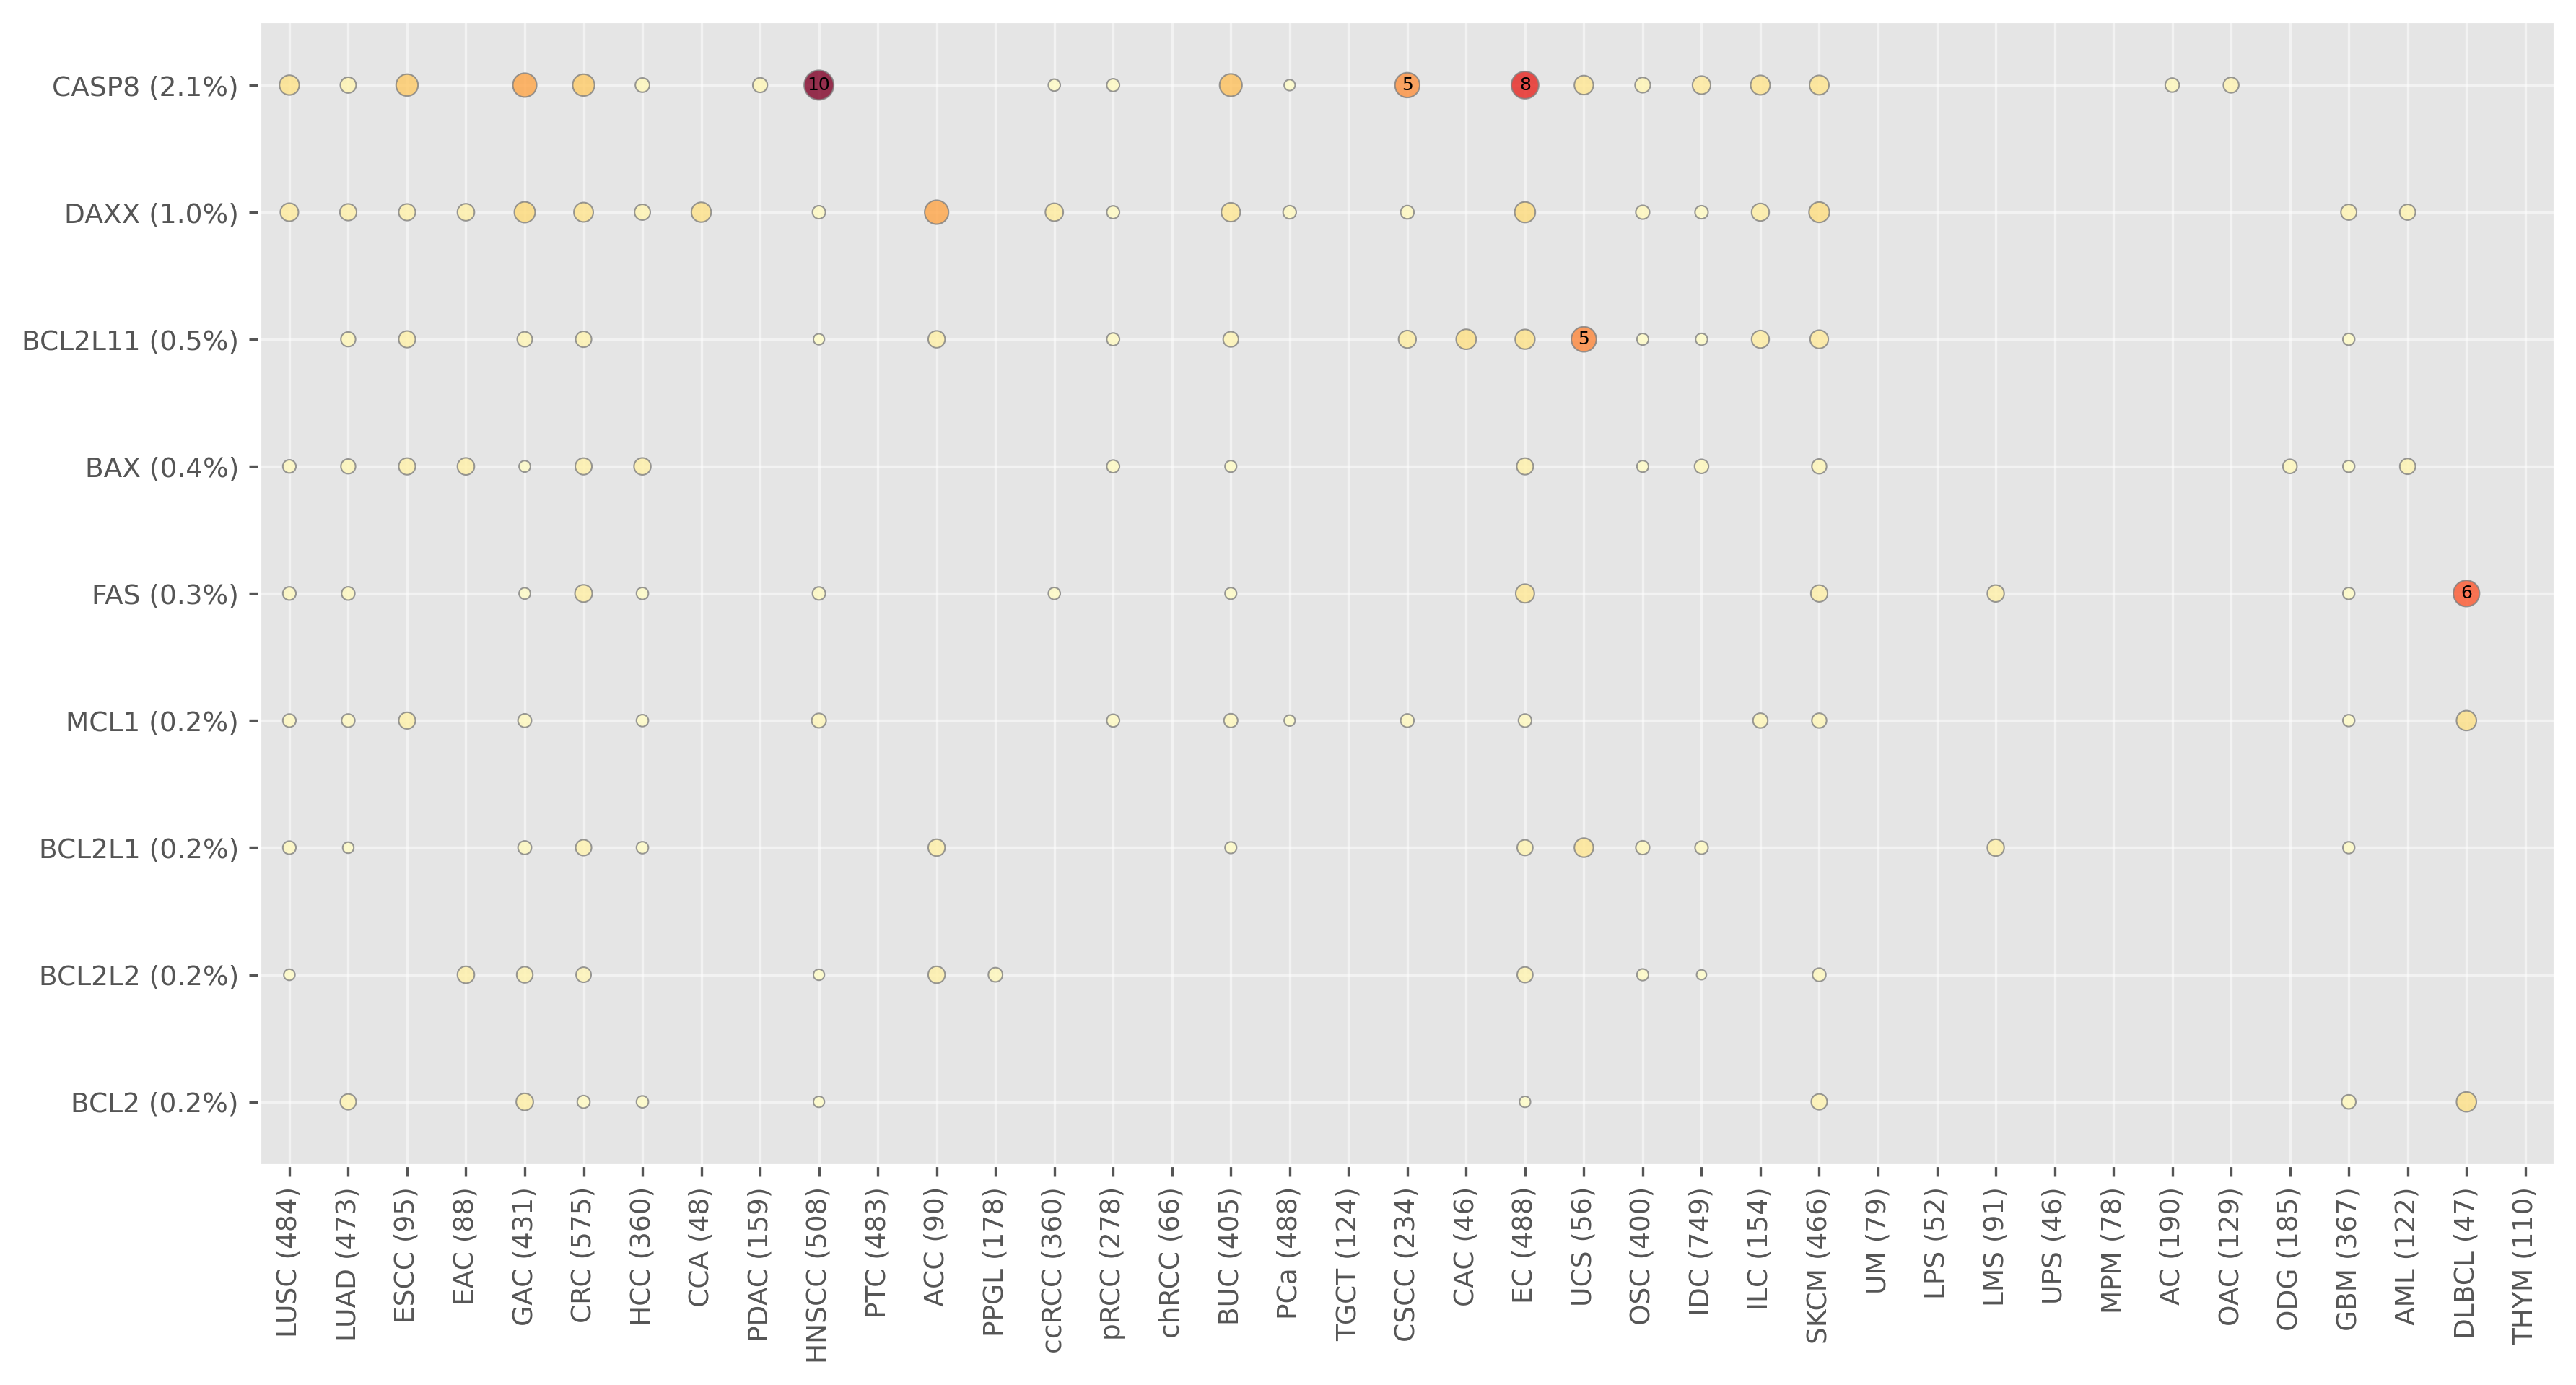 CASP8 (2.1%)
10
5
8
DAXX (1.0%)
BCL2L11 (0.5%)
5
BAX (0.4%)
FAS (0.3%)
6
MCL1 (0.2%)
BCL2L1 (0.2%)
BCL2L2 (0.2%)
BCL2 (0.2%)
LUSC (484)
LUAD (473)
ESCC (95)
EAC (88)
GAC (431)
CRC (575)
HCC (360)
CCA (48)
PDAC (159)
HNSCC (508)
PTC (483)
ACC (90)
PPGL (178)
ccRCC (360)
pRCC (278)
chRCC (66)
BUC (405)
PCa (488)
TGCT (124)
CSCC (234)
CAC (46)
EC (488)
UCS (56)
OSC (400)
IDC (749)
ILC (154)
SKCM (466)
UM (79)
LPS (52)
LMS (91)
UPS (46)
MPM (78)
AC (190)
OAC (129)
ODG (185)
GBM (367)
AML (122)
DLBCL (47)
THYM (110)